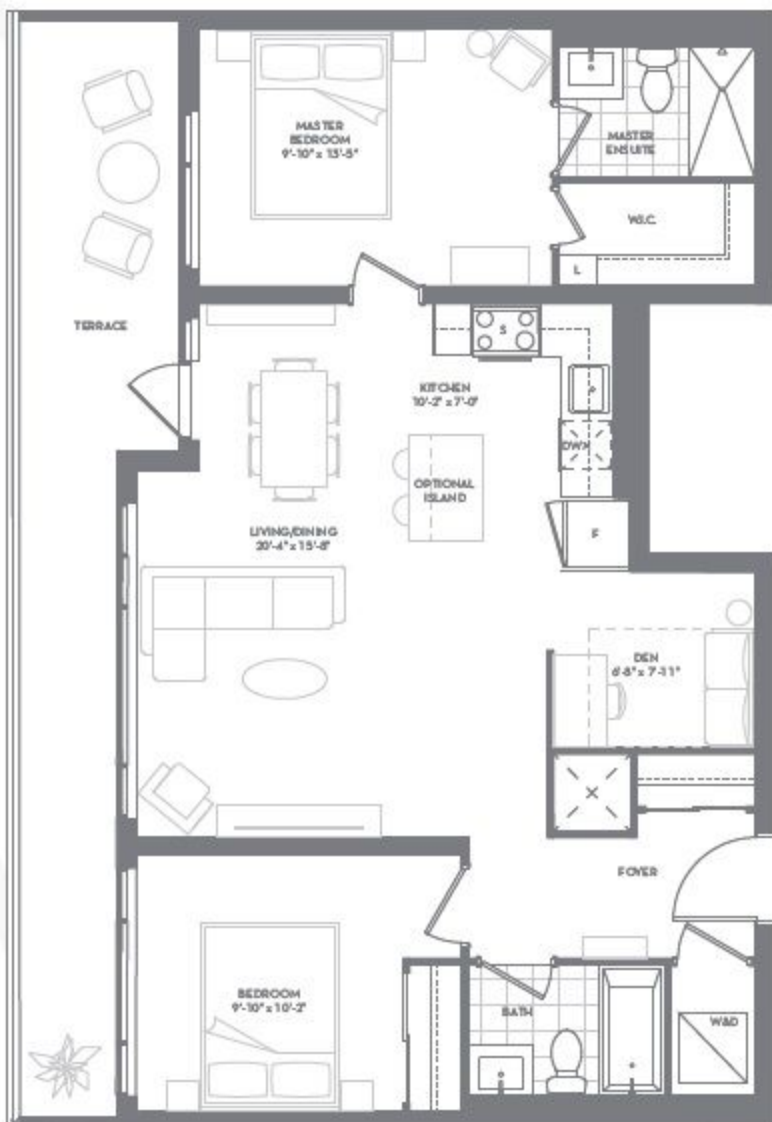 MASTER
BEDROOM
9'-10" x 13'-5"
MASTER
ENSUITE
W.I.C.
L
TERRACE
S
KITCHEN
10'-2" x 7'-0"
DW
OPTIONAL
ISLAND
LIVING/DINING
20'-4" x 15'-8"
F
DEN
6'-8" x 7'-11"
FOYER
BEDROOM
9'-10" x 10'-2"
BATH
W&D